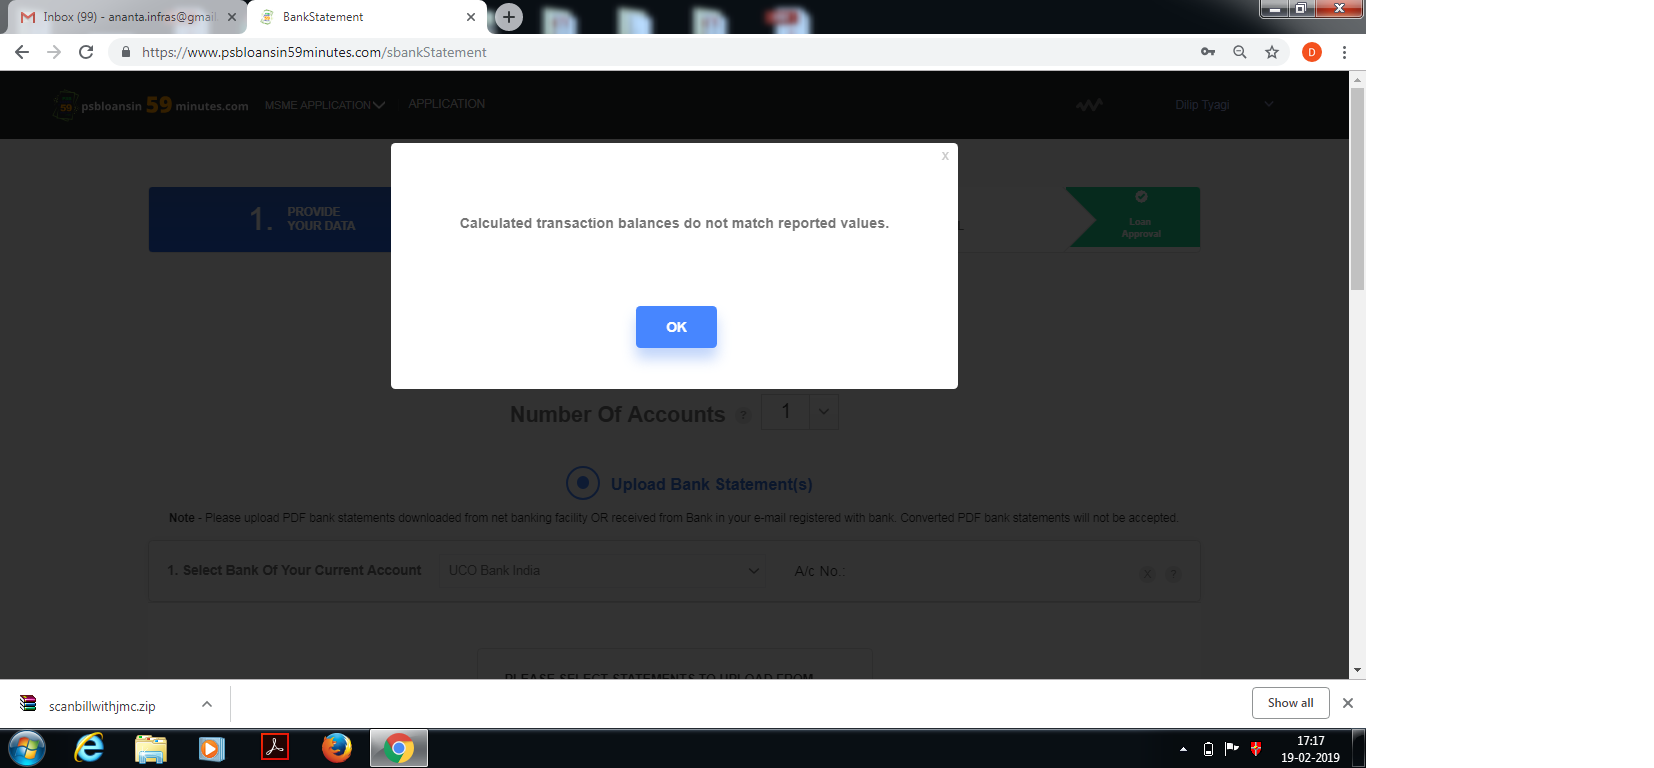 Inbox (99) - ananta.infras@gmail.
BankStatement
https://www.psbloansin59minutes.com/sbankStatement
D
59 psbloansin 59 minutes.com
MSME APPLICATION
APPLICATION
Dilip Tyagi
x
Calculated transaction balances do not match reported values.
OK
1. PROVIDE
YOUR DATA
Loan
Approval
Number Of Accounts ? 1
Upload Bank Statement(s)
Note - Please upload PDF bank statements downloaded from net banking facility OR received from Bank in your e-mail registered with bank. Converted PDF bank statements will not be accepted.
1. Select Bank Of Your Current Account UCO Bank India A/c No.: X ?
PLEASE SELECT STATEMENTS TO UPLOAD FROM
scanbillwithjmc.zip
Show all
17:17
19-02-2019